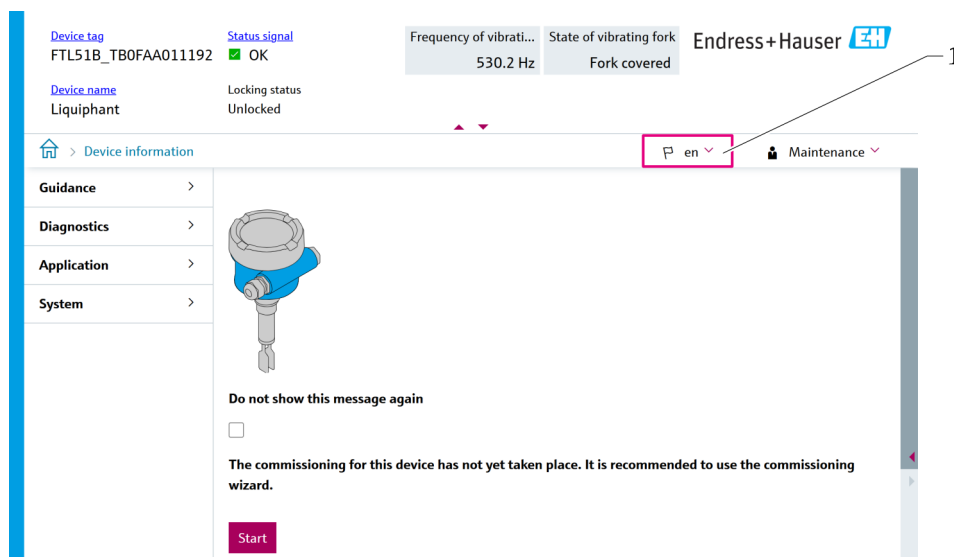 Device tag
FTL51B_TB0FAA011192
Status signal
OK
Frequency of vibrati...
530.2 Hz
State of vibrating fork
Fork covered
Endress+Hauser EH
1
Device name
Liquiphant
Locking status
Unlocked
> Device information
en
Maintenance
Guidance
Diagnostics
Application
System
Do not show this message again
The commissioning for this device has not yet taken place. It is recommended to use the commissioning
wizard.
Start